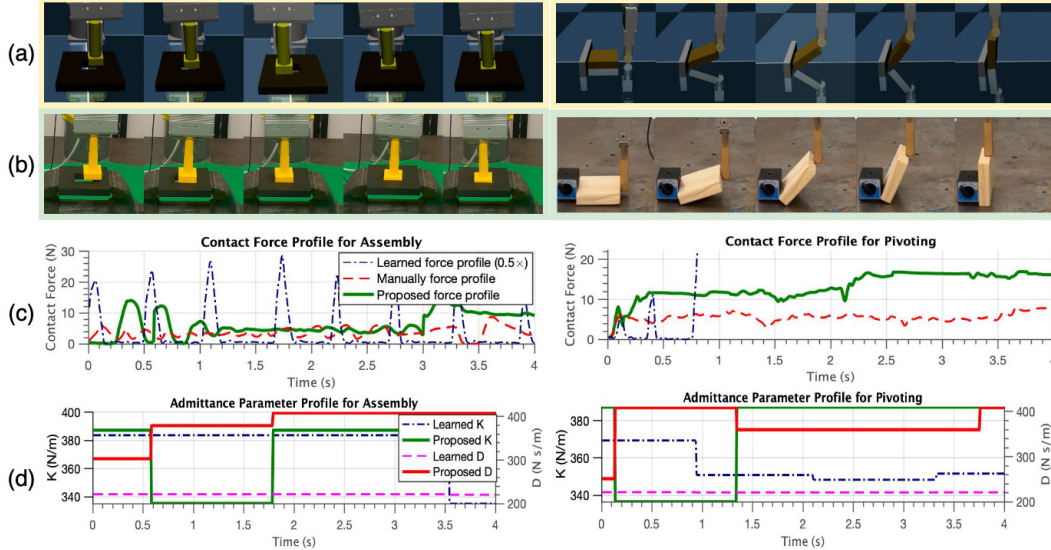 (a)
(b)
Contact Force Profile for Assembly
Contact Force (N)
30
20
10
0
Learned force profile (0.5×)
Manually force profile
Proposed force profile
0 0.5 1 1.5 2 2.5 3 3.5 4
Time (s)
(c)
Contact Force Profile for Pivoting
Contact Force (N)
20
10
0
0 0.5 1 1.5 2 2.5 3 3.5 4
Time (s)
Admittance Parameter Profile for Assembly
K (N/m)
400
380
360
340
Learned K
Proposed K
Learned D
Proposed D
400
300
200
D (N s/m)
0 0.5 1 1.5 2 2.5 3 3.5 4
Time (s)
(d)
Admittance Parameter Profile for Pivoting
K (N/m)
380
360
340
400
300
200
D (N s/m)
0 0.5 1 1.5 2 2.5 3 3.5 4
Time (s)